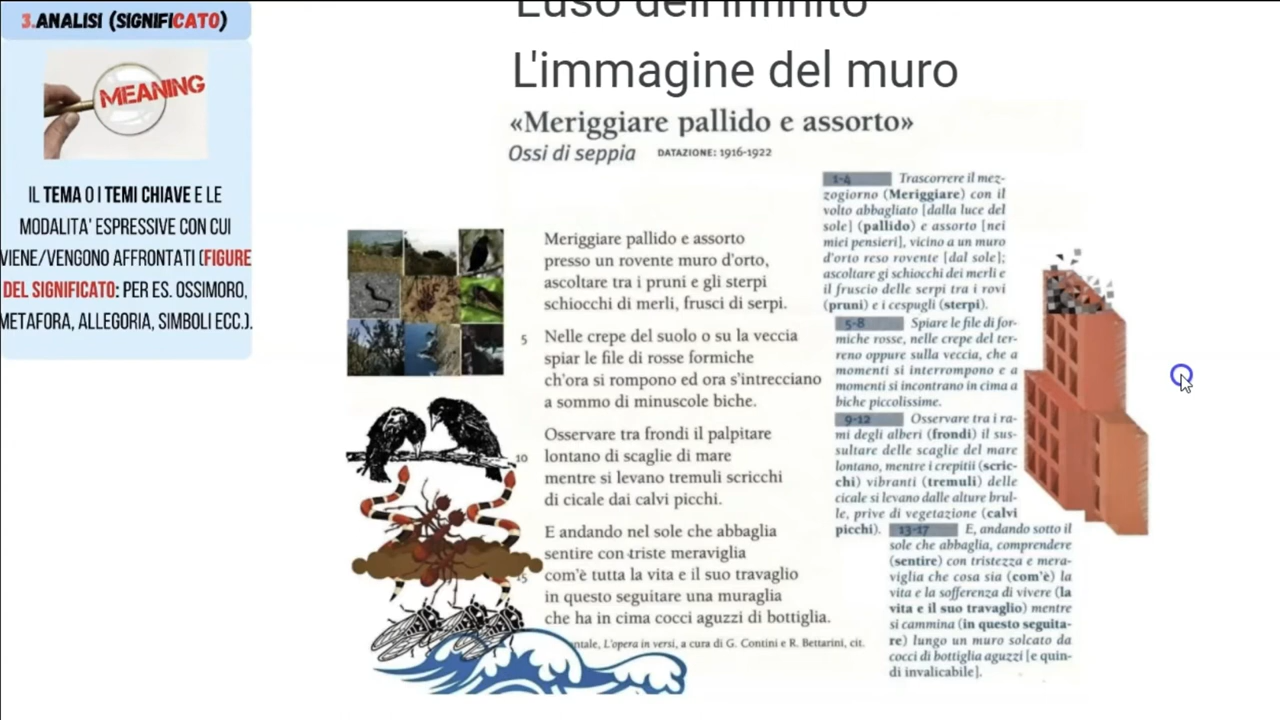 3.ANALISI (SIGNIFICATO)
MEANING
IL TEMA O I TEMI CHIAVE E LE
MODALITA' ESPRESSIVE CON CUI
VIENE/VENGONO AFFRONTATI (FIGURE
DEL SIGNIFICATO: PER ES. OSSIMORO,
METAFORA, ALLEGORIA, SIMBOLI ECC.).
L'uso dell'infinito
L'immagine del muro
«Meriggiare pallido e assorto»
Ossi di seppia DATAZIONE: 1916-1922
Meriggiare pallido e assorto
presso un rovente muro d'orto,
ascoltare tra i pruni e gli sterpi
schiocchi di merli, frusci di serpi.
5 Nelle crepe del suolo o su la veccia
spiar le file di rosse formiche
ch'ora si rompono ed ora s'intrecciano
a sommo di minuscole biche.
Osservare tra frondi il palpitare
10 lontano di scaglie di mare
mentre si levano tremuli scricchi
di cicale dai calvi picchi.
E andando nel sole che abbaglia
sentire con triste meraviglia
15 com'è tutta la vita e il suo travaglio
in questo seguitare una muraglia
che ha in cima cocci aguzzi di bottiglia.
ntale, L'opera in versi, a cura di G. Contini e R. Bettarini, cit.
1-4 Trascorrere il mez-
zogiorno (Meriggiare) con il
volto abbagliato [dalla luce del
sole] (pallido) e assorto [nei
miei pensieri], vicino a un muro
d'orto reso rovente [dal sole];
ascoltare gi schiocchi dei merli e
il fruscio delle serpi tra i rovi
(pruni) e i cespugli (sterpi).
5-8 Spiare le file di for-
miche rosse, nelle crepe del ter-
reno oppure sulla veccia, che a
momenti si interrompono e a
momenti si incontrano in cima a
biche piccolissime.
9-12 Osservare tra i ra-
mi degli alberi (frondi) il sus-
sultare delle scaglie del mare
lontano, mentre i crepitii (scric-
chi) vibranti (tremuli) delle
cicale si levano dalle alture brul-
le, prive di vegetazione (calvi
picchi). 13-17 E, andando sotto il
sole che abbaglia, comprendere
(sentire) con tristezza e mera-
viglia che cosa sia (com'è) la
vita e la sofferenza di vivere (la
vita e il suo travaglio) mentre
si cammina (in questo seguita-
re) lungo un muro solcato da
cocci di bottiglia aguzzi [e quin-
di invalicabile].